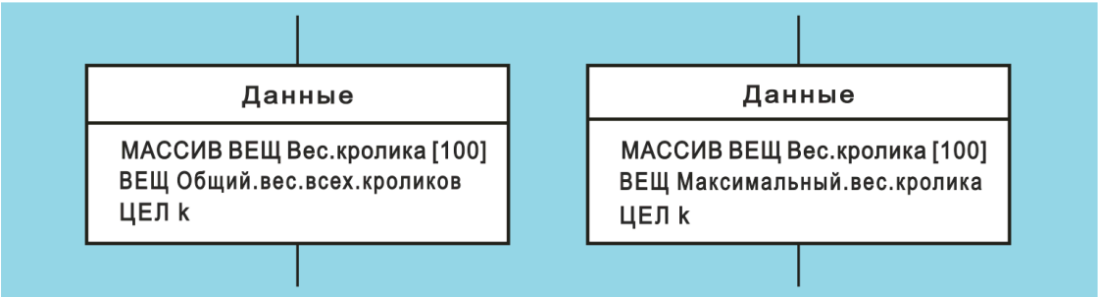 Данные
МАССИВ ВЕЩ Вес.кролика [100]
ВЕЩ Общий.вес.всех.кроликов
ЦЕЛ k
Данные
МАССИВ ВЕЩ Вес.кролика [100]
ВЕЩ Максимальный.вес.кролика
ЦЕЛ k